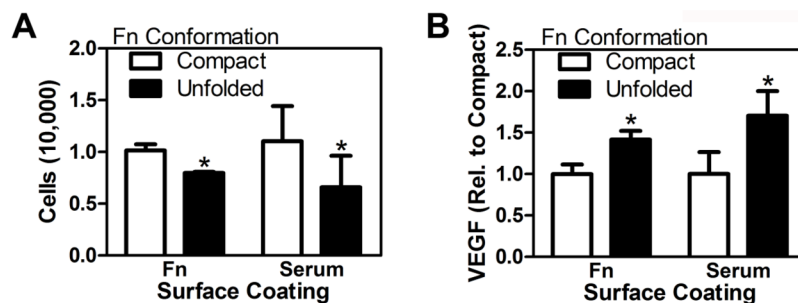 A
Fn Conformation
Compact
Unfolded
Cells (10,000)
2.0
1.5
1.0
0.5
0.0
*
*
Fn
Serum
Surface Coating
B
Fn Conformation
Compact
Unfolded
VEGF (Rel. to Compact)
2.5
2.0
1.5
1.0
0.5
0.0
*
*
Fn
Serum
Surface Coating